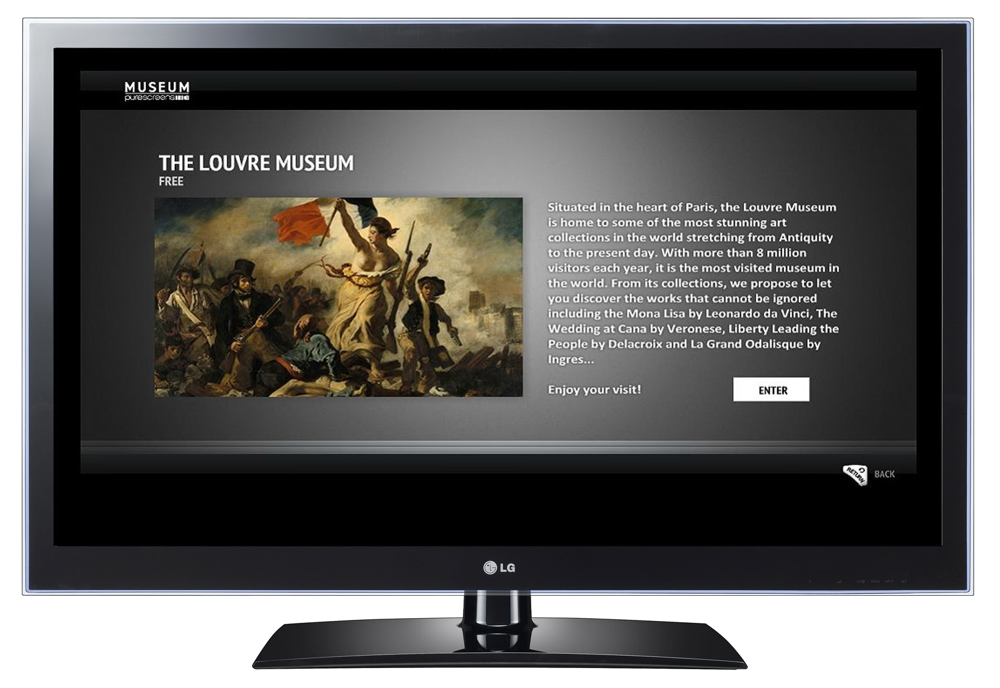 MUSEUM
purescreens
THE LOUVRE MUSEUM
FREE
Situated in the heart of Paris, the Louvre Museum
is home to some of the most stunning art
collections in the world stretching from Antiquity
to the present day. With more than 8 million
visitors each year, it is the most visited museum in
the world. From its collections, we propose to let
you discover the works that cannot be ignored
including the Mona Lisa by Leonardo da Vinci, The
Wedding at Cana by Veronese, Liberty Leading the
People by Delacroix and La Grand Odalisque by
Ingres...
Enjoy your visit!
ENTER
RETURN
BACK
LG
MENU INPUT